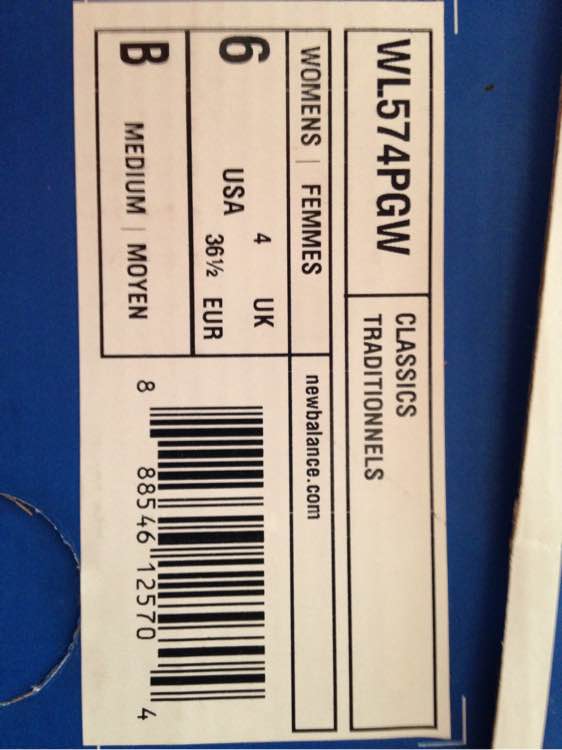 WL574PGW
CLASSICS
TRADITIONNELS
WOMENS | FEMMES
newbalance.com
6 USA
4 UK
36½ EUR
B MEDIUM | MOYEN
8 88546 12570 4